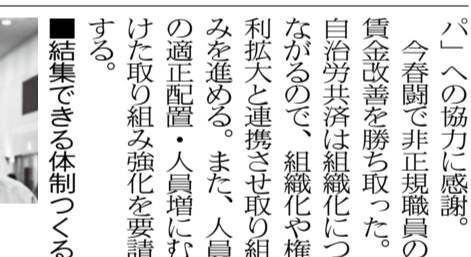 パ」への協力に感謝。
　今春闘で非正規職員の
賃金改善を勝ち取った。
自治労共済は組織化につ
ながるので、組織化や権
利拡大と連携させ取り組
みを進める。また、人員
の適正配置・人員増にむ
けた取り組み強化を要請
する。
■結集できる体制つくる